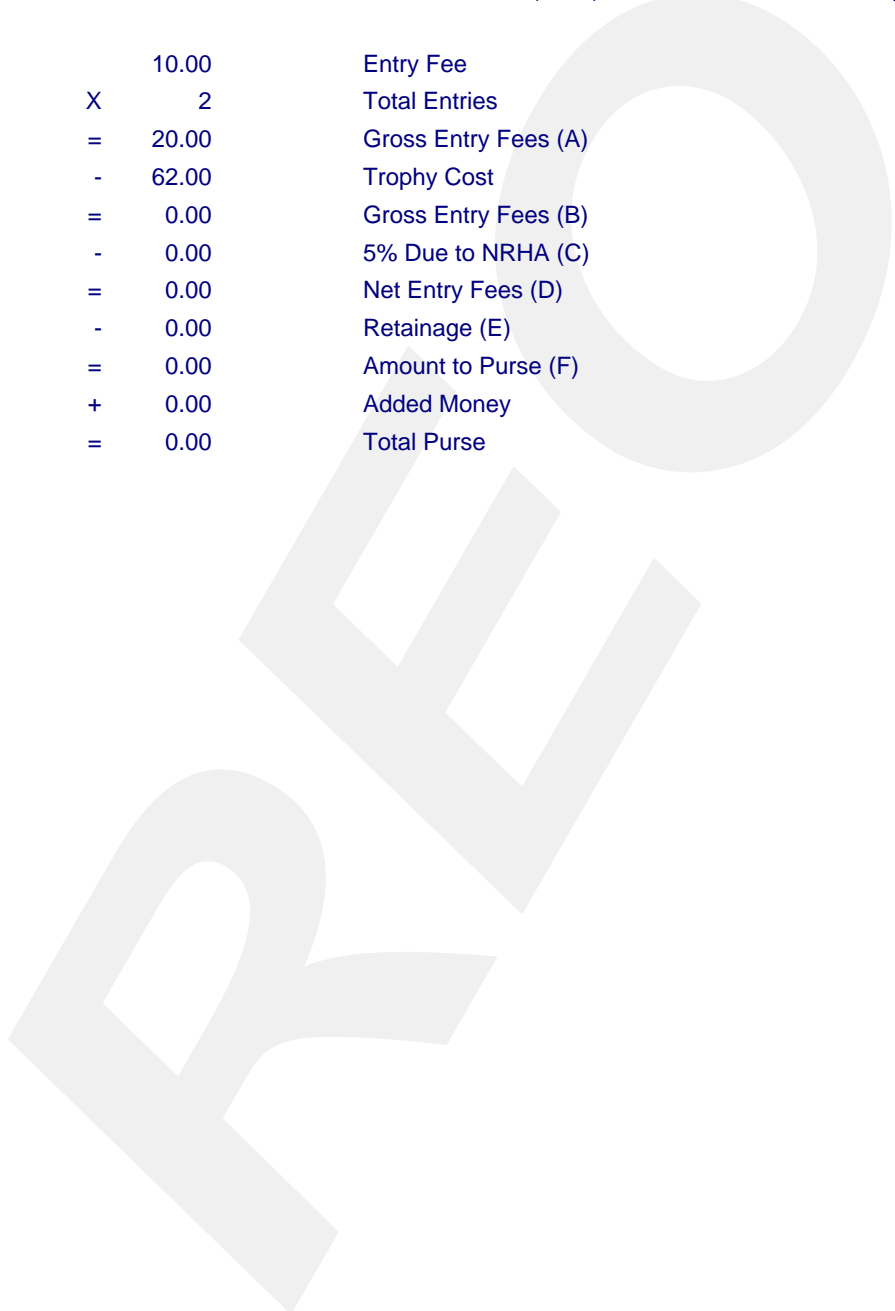 10.00 Entry Fee
X 2 Total Entries
= 20.00 Gross Entry Fees (A)
- 62.00 Trophy Cost
= 0.00 Gross Entry Fees (B)
- 0.00 5% Due to NRHA (C)
= 0.00 Net Entry Fees (D)
- 0.00 Retainage (E)
= 0.00 Amount to Purse (F)
+ 0.00 Added Money
= 0.00 Total Purse
REO